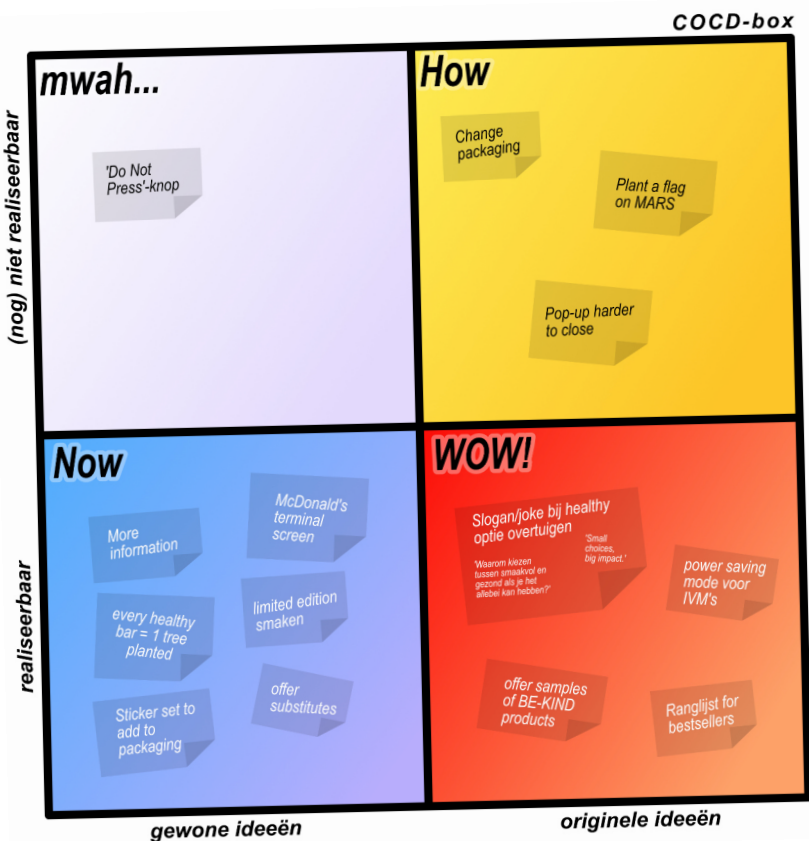 COCD-box
mwah...
How
(nog) niet realiseerbaar
'Do Not
Press'-knop
Change
packaging
Plant a flag
on MARS
Pop-up harder
to close
Now
WOW!
realiseerbaar
More
information
McDonald's
terminal
screen
every healthy
bar = 1 tree
planted
limited edition
smaken
Sticker set to
add to
packaging
offer
substitutes
Slogan/joke bij healthy
optie overtuigen
'Waarom kiezen
tussen smaakvol en
gezond als je het
allebei kan hebben?'
'Small
choices,
big impact.'
power saving
mode voor
IVM's
offer samples
of BE-KIND
products
Ranglijst for
bestsellers
gewone ideeën
originele ideeën